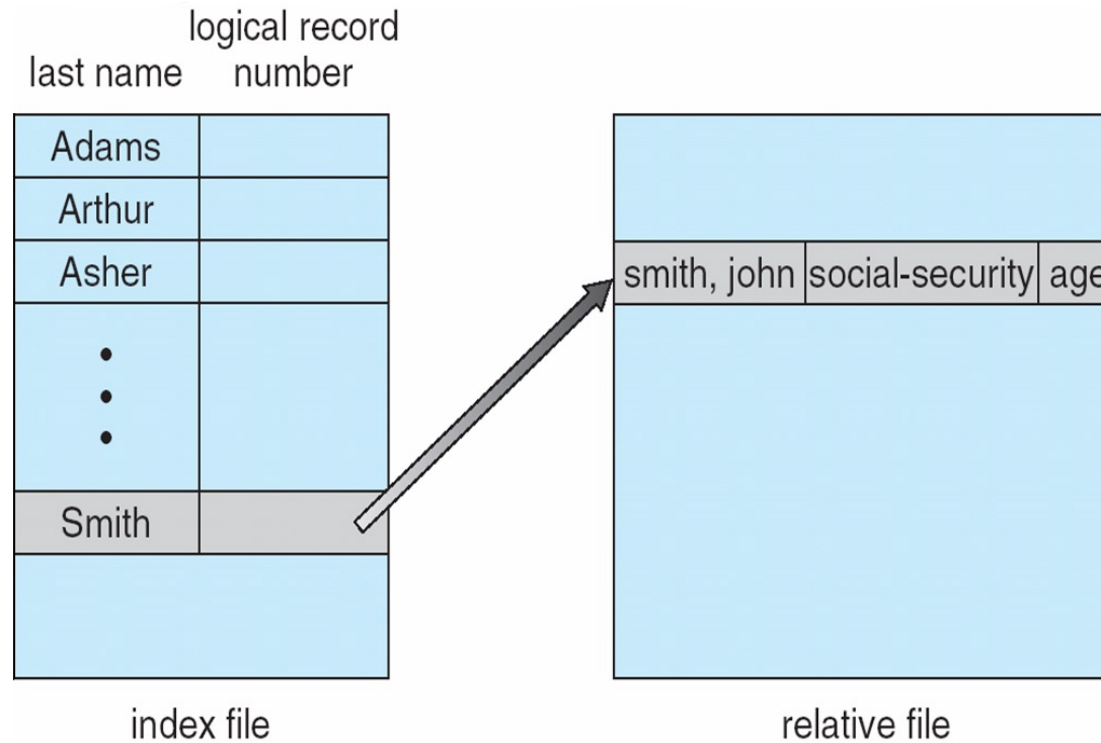 logical record
last name number
Adams
Arthur
Asher
Smith
index file
smith, john social-security age
relative file